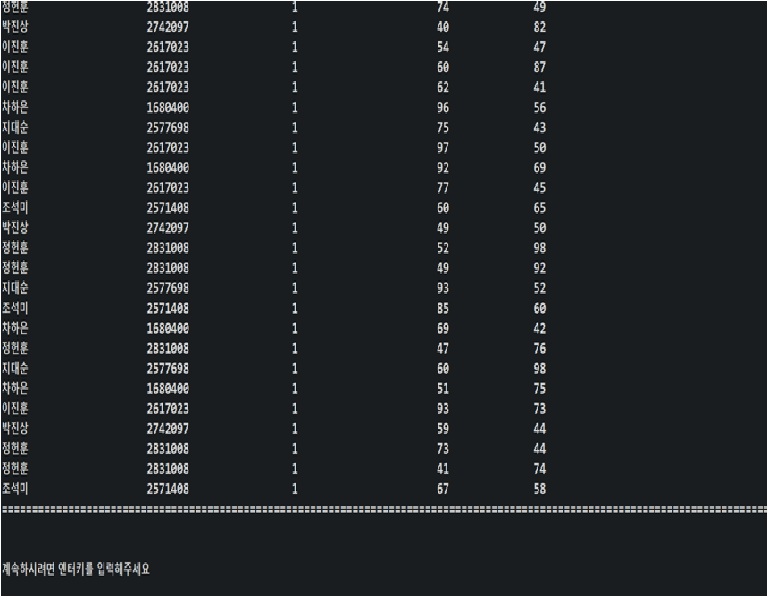 정헌훈 2831008 1 74 49
박진상 2742097 1 40 82
이진훈 2617023 1 54 47
이진훈 2617023 1 60 87
이진훈 2617023 1 62 41
차하은 1680400 1 96 56
지대순 2577698 1 75 43
이진훈 2617023 1 97 50
차하은 1680400 1 92 69
이진훈 2617023 1 77 45
조석미 2571408 1 60 65
박진상 2742097 1 49 50
정헌훈 2831008 1 52 98
정헌훈 2831008 1 49 92
지대순 2577698 1 93 52
조석미 2571408 1 85 60
차하은 1680400 1 69 42
정헌훈 2831008 1 47 76
지대순 2577698 1 60 98
차하은 1680400 1 51 75
이진훈 2617023 1 93 73
박진상 2742097 1 59 44
정헌훈 2831008 1 73 44
정헌훈 2831008 1 41 74
조석미 2571408 1 67 58
계속하시려면 엔터키를 입력해주세요